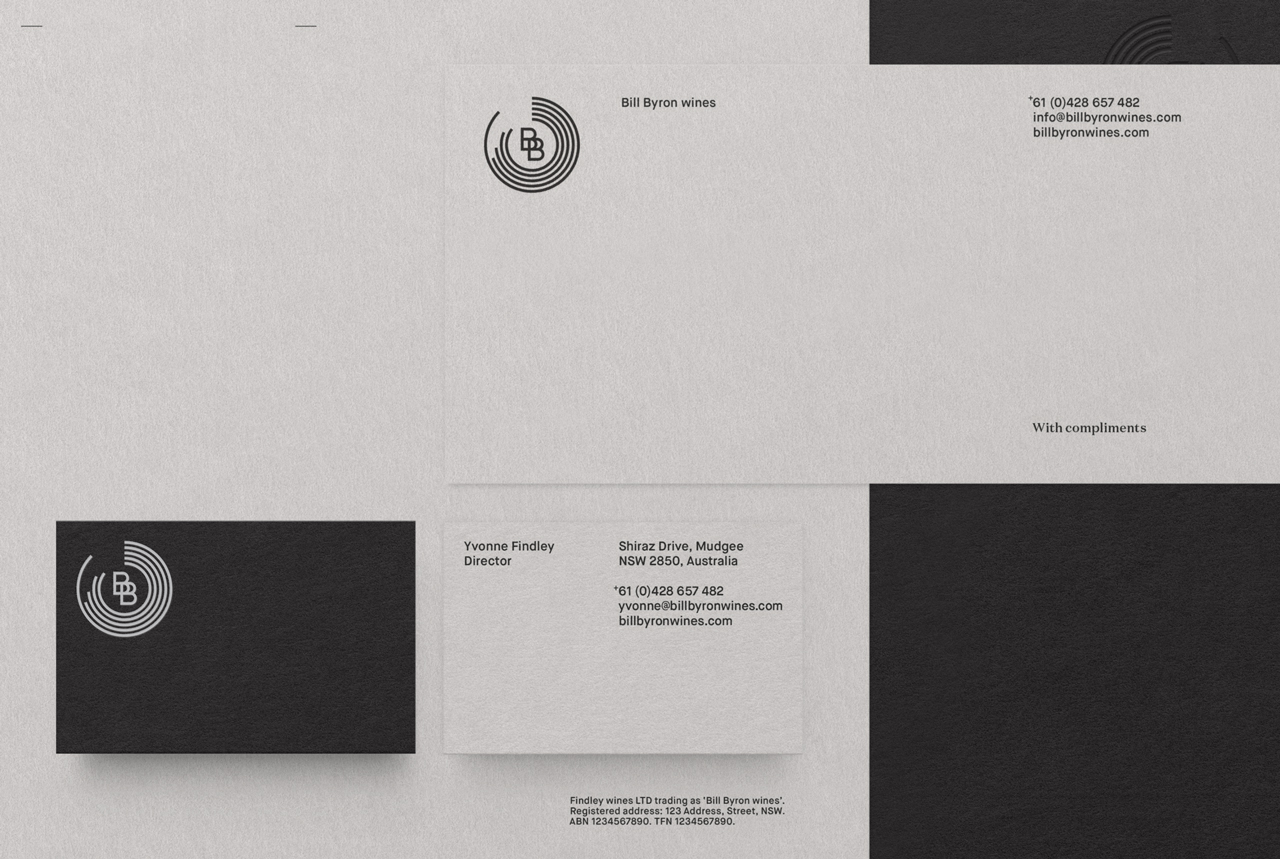 BB
Bill Byron wines
+61 (0)428 657 482
info@billbyronwines.com
billbyronwines.com
With compliments
BB
Yvonne Findley
Director
Shiraz Drive, Mudgee
NSW 2850, Australia
+61 (0)428 657 482
yvonne@billbyronwines.com
billbyronwines.com
Findley wines LTD trading as 'Bill Byron wines'.
Registered address: 123 Address, Street, NSW.
ABN 1234567890. TFN 1234567890.